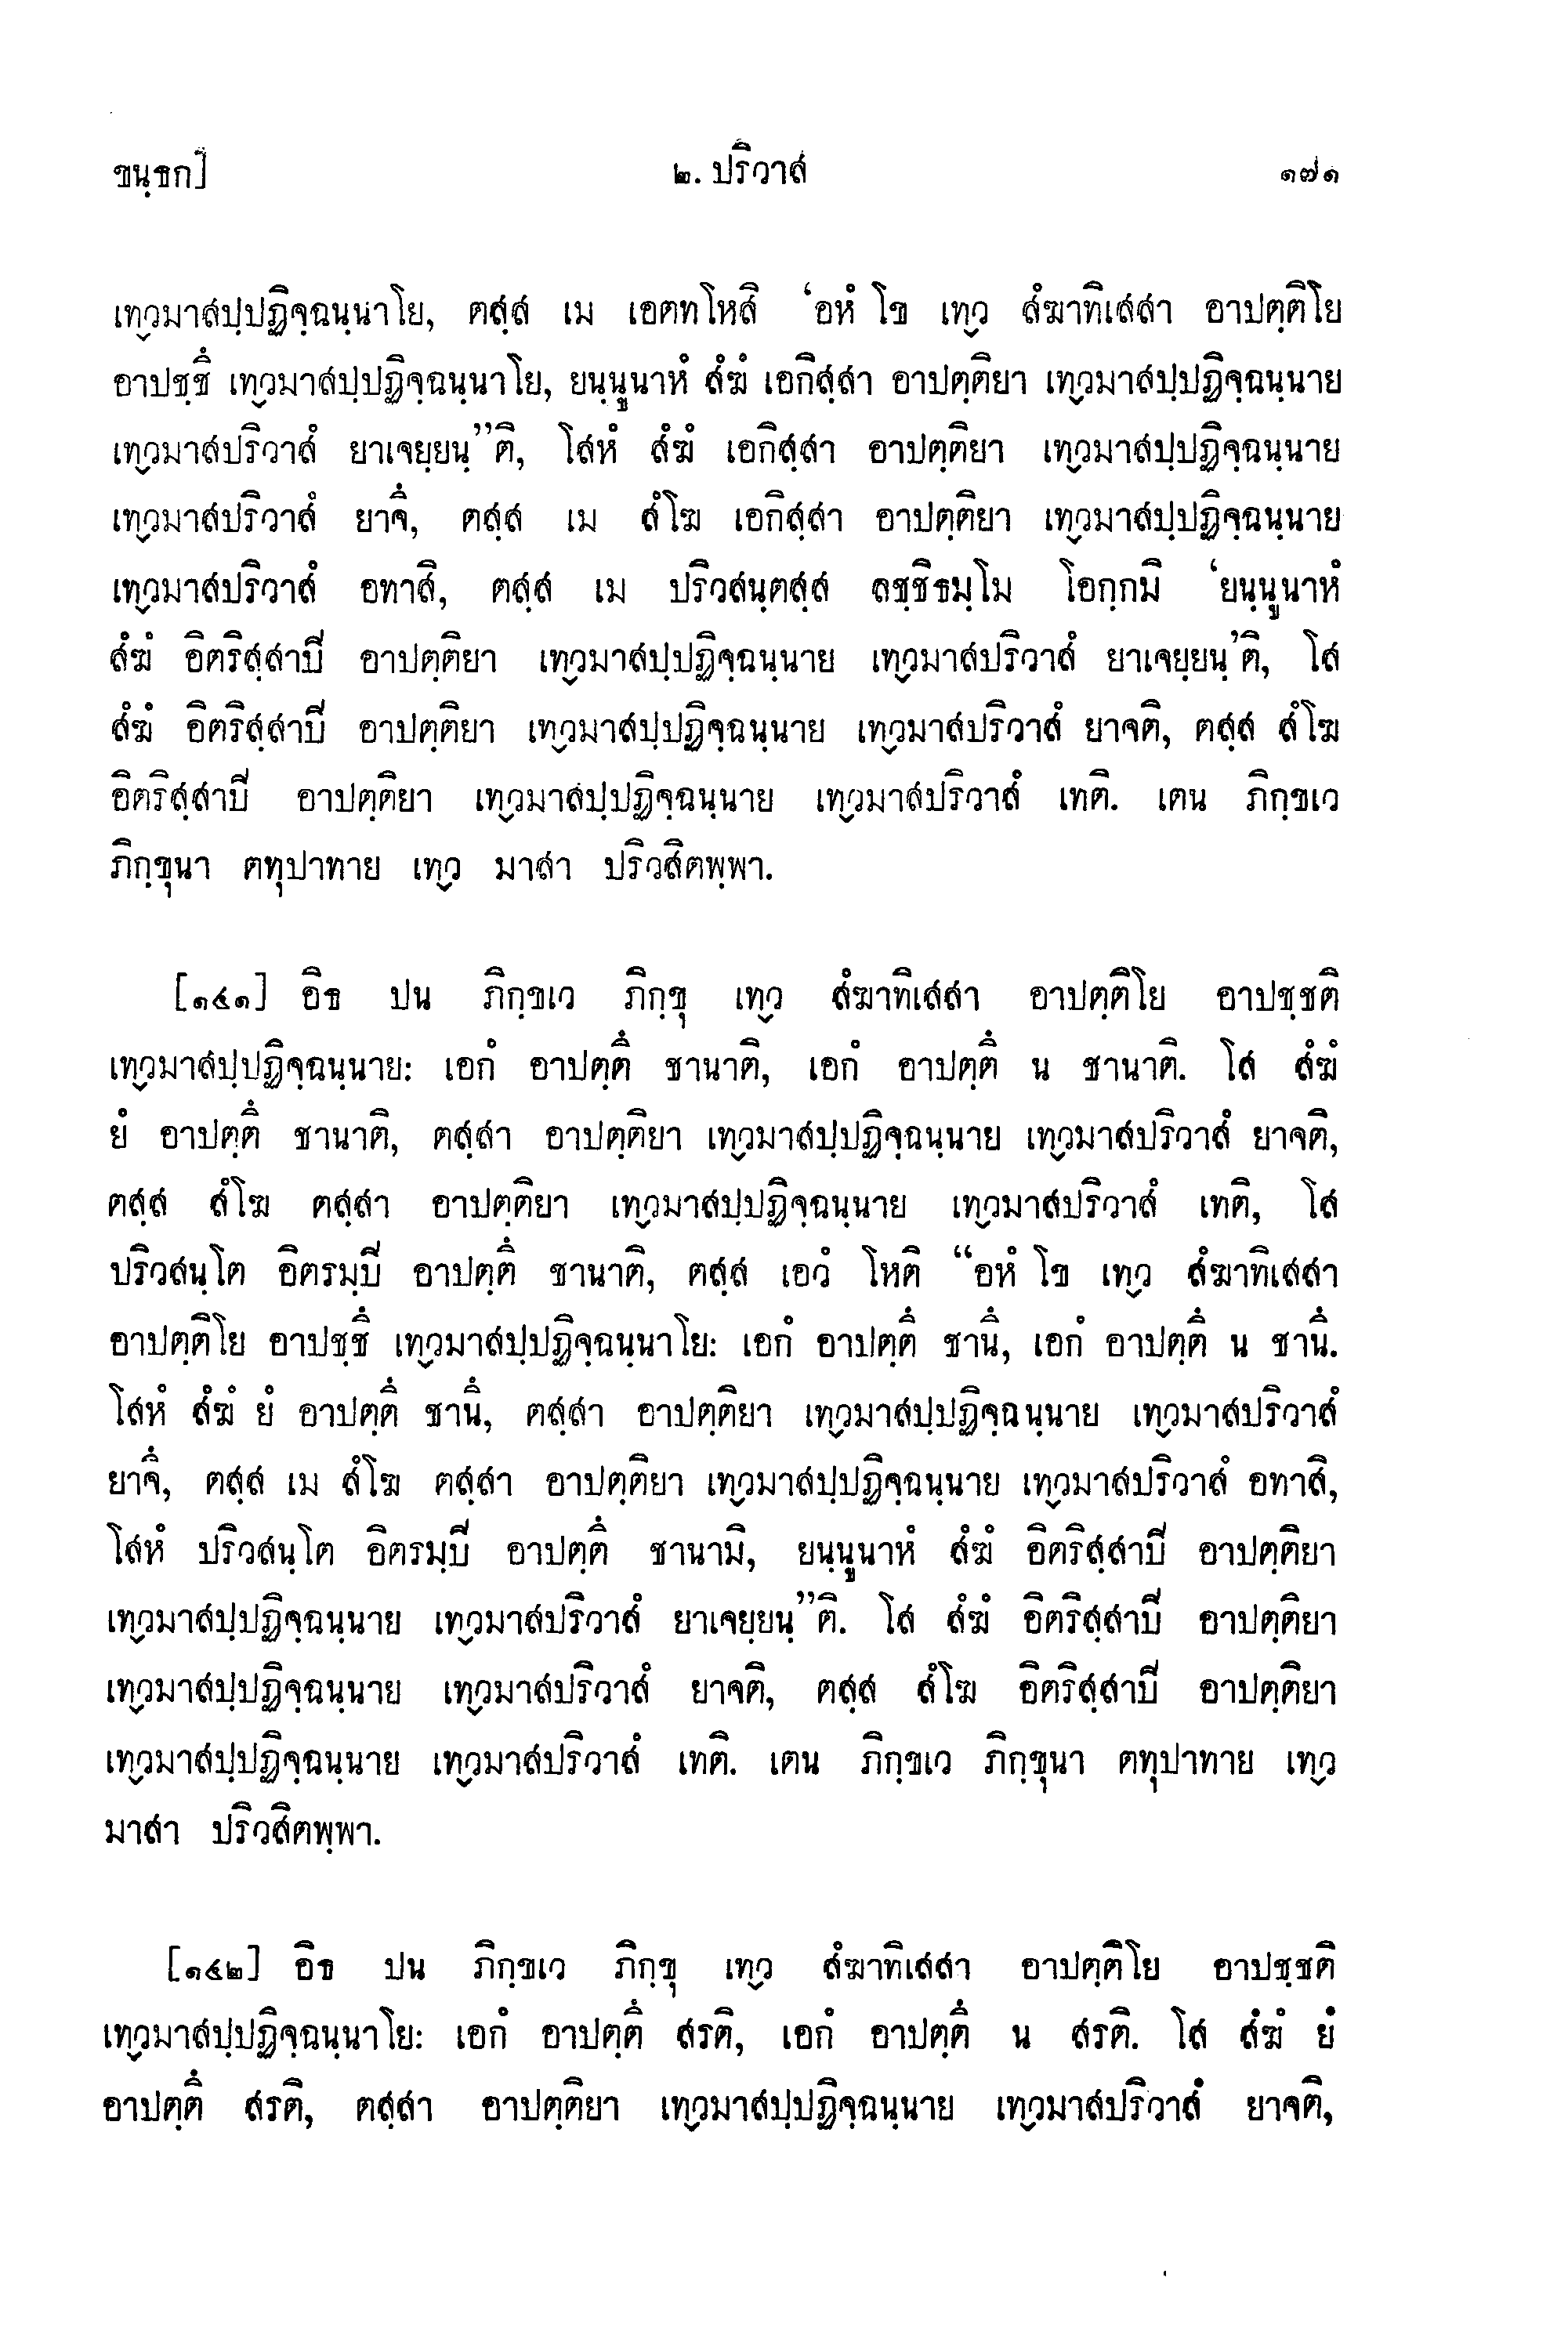 ขนฺธก]
๒. ปริวาส
๑๗๑
เทฺวมาสปฺปฏิจฺฉนฺนาโย, ตสฺส เม เอตทโหสิ ‘อหํ โข เทฺว สํฆาทิเสสา อาปตฺติโย
อาปชฺชึ เทฺวมาสปฺปฏิจฺฉนฺนาโย, ยนฺนูนาหํ สํฆํ เอกิสฺสา อาปตฺติยา เทฺวมาสปฺปฏิจฺฉนฺนาย
เทฺวมาสปริวาสํ ยาเจยฺยนฺ”ติ, โสหํ สํฆํ เอกิสฺสา อาปตฺติยา เทฺวมาสปฺปฏิจฺฉนฺนาย
เทฺวมาสปริวาสํ ยาจึ, ตสฺส เม สํโฆ เอกิสฺสา อาปตฺติยา เทฺวมาสปฺปฏิจฺฉนฺนาย
เทฺวมาสปริวาสํ อทาสิ, ตสฺส เม ปริวสนฺตสฺส ลชฺชิธมฺโม โอกฺกมิ ‘ยนฺนูนาหํ
สํฆํ อิตริสฺสาปิ อาปตฺติยา เทฺวมาสปฺปฏิจฺฉนฺนาย เทฺวมาสปริวาสํ ยาเจยฺยนฺ’ติ, โส
สํฆํ อิตริสฺสาปิ อาปตฺติยา เทฺวมาสปฺปฏิจฺฉนฺนาย เทฺวมาสปริวาสํ ยาจติ, ตสฺส สํโฆ
อิตริสฺสาปิ อาปตฺติยา เทฺวมาสปฺปฏิจฺฉนฺนาย เทฺวมาสปริวาสํ เทติ. เตน ภิกฺขเว
ภิกฺขุนา ตทุปาทาย เทฺว มาสา ปริวสิตพฺพา.
[๑๔๑] อิธ ปน ภิกฺขเว ภิกฺขุ เทฺว สํฆาทิเสสา อาปตฺติโย อาปชฺชติ
เทฺวมาสปฺปฏิจฺฉนฺนาย: เอกํ อาปตฺตึ ชานาติ, เอกํ อาปตฺตึ น ชานาติ. โส สํฆํ
ยํ อาปตฺตึ ชานาติ, ตสฺสา อาปตฺติยา เทฺวมาสปฺปฏิจฺฉนฺนาย เทฺวมาสปริวาสํ ยาจติ,
ตสฺส สํโฆ ตสฺสา อาปตฺติยา เทฺวมาสปฺปฏิจฺฉนฺนาย เทฺวมาสปริวาสํ เทติ, โส
ปริวสนฺโต อิตรมฺปิ อาปตฺตึ ชานาติ, ตสฺส เอวํ โหติ “อหํ โข เทฺว สํฆาทิเสสา
อาปตฺติโย อาปชฺชึ เทฺวมาสปฺปฏิจฺฉนฺนาโย: เอกํ อาปตฺตึ ชานึ, เอกํ อาปตฺตึ น ชานึ.
โสหํ สํฆํ ยํ อาปตฺตึ ชานึ, ตสฺสา อาปตฺติยา เทฺวมาสปฺปฏิจฺฉนฺนาย เทฺวมาสปริวาสํ
ยาจึ, ตสฺส เม สํโฆ ตสฺสา อาปตฺติยา เทฺวมาสปฺปฏิจฺฉนฺนาย เทฺวมาสปริวาสํ อทาสิ,
โสหํ ปริวสนฺโต อิตรมฺปิ อาปตฺตึ ชานามิ, ยนฺนูนาหํ สํฆํ อิตริสฺสาปิ อาปตฺติยา
เทฺวมาสปฺปฏิจฺฉนฺนาย เทฺวมาสปริวาสํ ยาเจยฺยนฺ”ติ. โส สํฆํ อิตริสฺสาปิ อาปตฺติยา
เทฺวมาสปฺปฏิจฺฉนฺนาย เทฺวมาสปริวาสํ ยาจติ, ตสฺส สํโฆ อิตริสฺสาปิ อาปตฺติยา
เทฺวมาสปฺปฏิจฺฉนฺนาย เทฺวมาสปริวาสํ เทติ. เตน ภิกฺขเว ภิกฺขุนา ตทุปาทาย เทฺว
มาสา ปริวสิตพฺพา.
[๑๔๒] อิธ ปน ภิกฺขเว ภิกฺขุ เทฺว สํฆาทิเสสา อาปตฺติโย อาปชฺชติ
เทฺวมาสปฺปฏิจฺฉนฺนาโย: เอกํ อาปตฺตึ สรติ, เอกํ อาปตฺตึ น สรติ. โส สํฆํ ยํ
อาปตฺตึ สรติ, ตสฺสา อาปตฺติยา เทฺวมาสปฺปฏิจฺฉนฺนาย เทฺวมาสปริวาสํ ยาจติ,